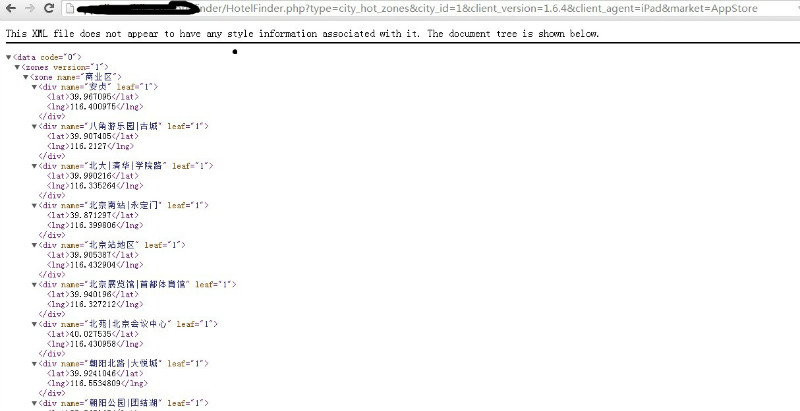 inder/HotelFinder.php?type=city_hot_zones&city_id=1&client_version=1.6.4&client_agent=iPad&market=AppStore
This XML file does not appear to have any style information associated with it. The document tree is shown below.
▼<data code="0">
▼<zones version="1">
▼<zone name="商业区">
▼<div name="安贞" leaf="1">
<lat>39.967095</lat>
<lng>116.400975</lng>
</div>
▼<div name="八角游乐园|古城" leaf="1">
<lat>39.907405</lat>
<lng>116.2127</lng>
</div>
▼<div name="北大|清华|学院路" leaf="1">
<lat>39.990216</lat>
<lng>116.335264</lng>
</div>
▼<div name="北京南站|永定门" leaf="1">
<lat>39.871297</lat>
<lng>116.399806</lng>
</div>
▼<div name="北京站地区" leaf="1">
<lat>39.905387</lat>
<lng>116.432904</lng>
</div>
▼<div name="北京展览馆|首都体育馆" leaf="1">
<lat>39.940196</lat>
<lng>116.327212</lng>
</div>
▼<div name="北苑|北京会议中心" leaf="1">
<lat>40.027535</lat>
<lng>116.430958</lng>
</div>
▼<div name="朝阳北路|大悦城" leaf="1">
<lat>39.9241046</lat>
<lng>116.5534809</lng>
</div>
▼<div name="朝阳公园|团结湖" leaf="1">